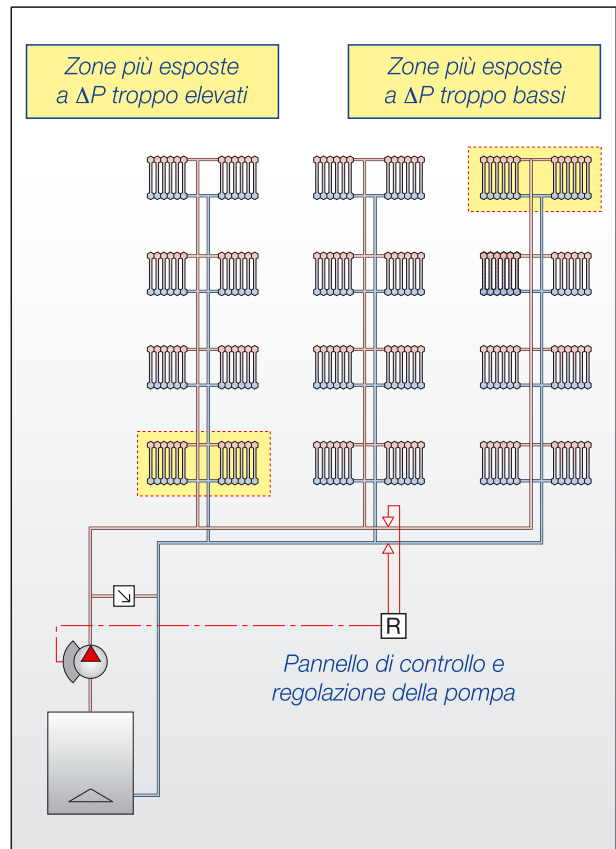 Zone più esposte
a ΔP troppo elevati
Zone più esposte
a ΔP troppo bassi
R
Pannello di controllo e
regolazione della pompa